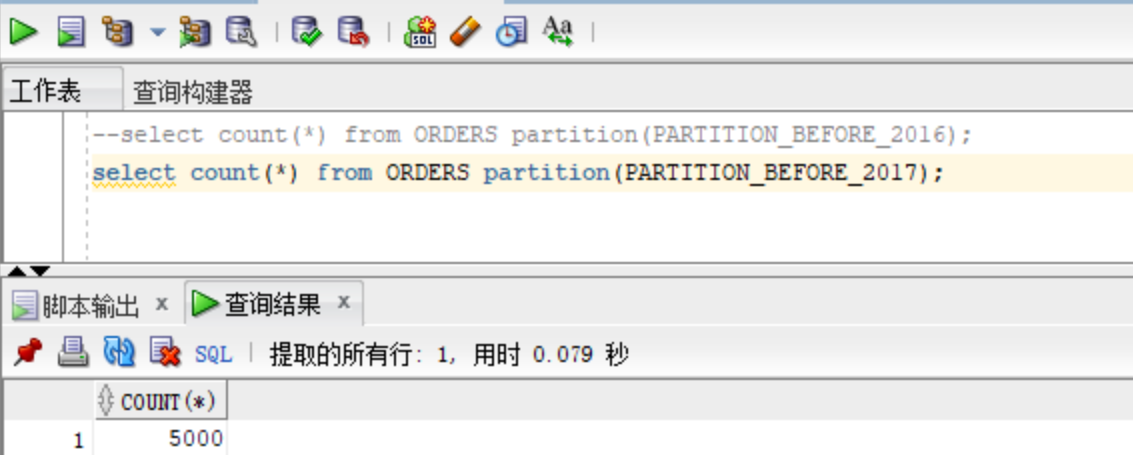 SQL Aa
工作表 查询构建器
--select count(*) from ORDERS partition(PARTITION_BEFORE_2016);
select count(*) from ORDERS partition(PARTITION_BEFORE_2017);
脚本输出 x 查询结果 x
SQL | 提取的所有行: 1, 用时 0.079 秒
COUNT(*)
1 5000